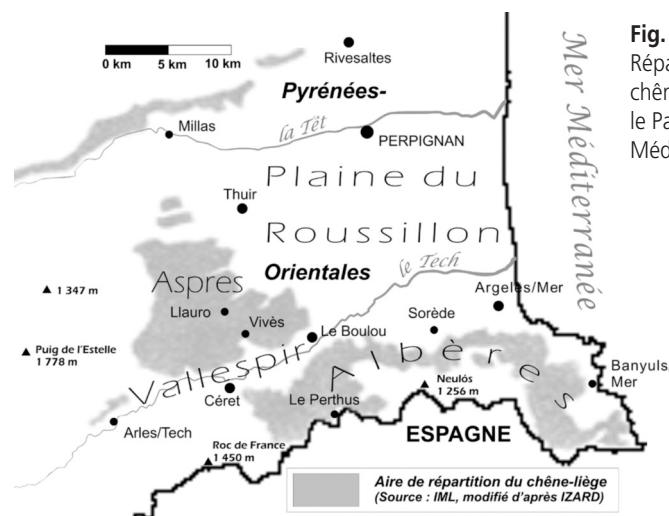 Fig.
Répa
chên
le Pa
Méd
0 km 5 km 10 km
Rivesaltes
Mer Méditerranée
Pyrénées-
Millas
la Têt
PERPIGNAN
Plaine du
Thuir
Roussillon
Orientales
le Tech
Aspres
1 347 m
Argelès/Mer
Llauro
Sorède
Vivès
Le Boulou
Puig de l'Estelle
1 778 m
Vallespir
Albères
Banyuls
Mer
Neulós
1 256 m
Céret
Le Perthus
Arles/Tech
ESPAGNE
Roc de France
1 450 m
Aire de répartition du chêne-liège
(Source : IML, modifié d'après IZARD)